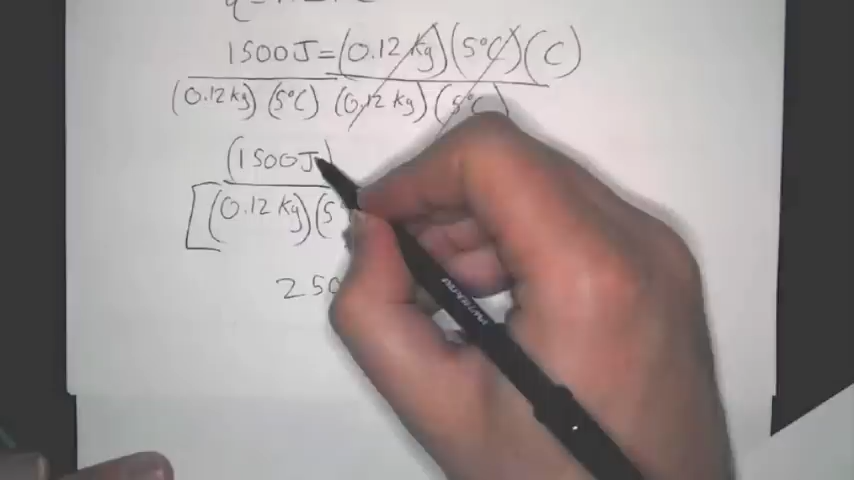 1500J=(0.12 kg)(5°C)(C)
(0.12 kg) (5°C) (0.12 kg) (5°C)
(1500J)
[(0.12 kg)(5
250